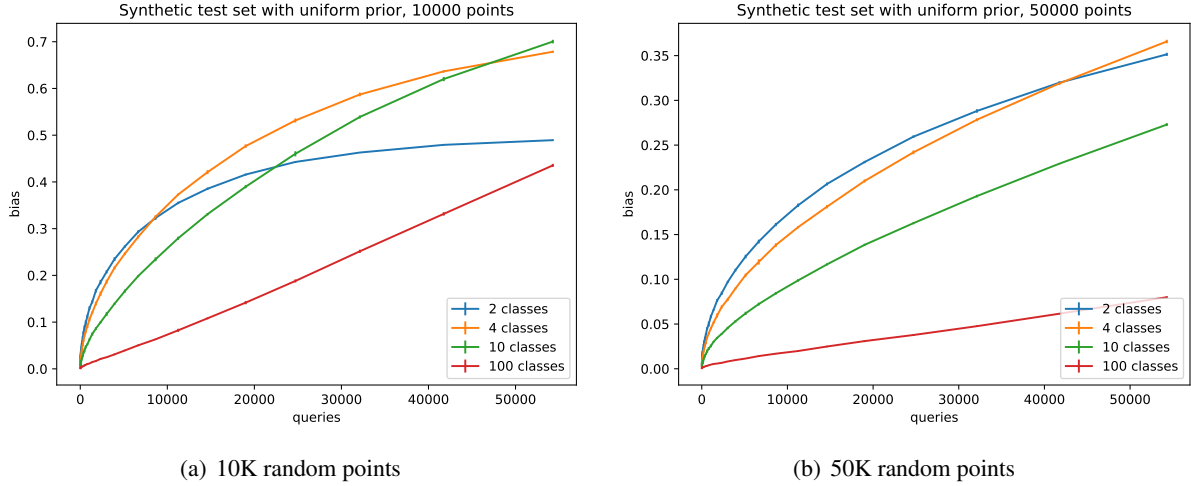 Synthetic test set with uniform prior, 10000 points
0.7
0.6
0.5
0.4
0.3
0.2
0.1
0.0
bias
0 10000 20000 30000 40000 50000
queries
2 classes
4 classes
10 classes
100 classes
(a) 10K random points
Synthetic test set with uniform prior, 50000 points
0.35
0.30
0.25
0.20
0.15
0.10
0.05
0.00
bias
0 10000 20000 30000 40000 50000
queries
2 classes
4 classes
10 classes
100 classes
(b) 50K random points